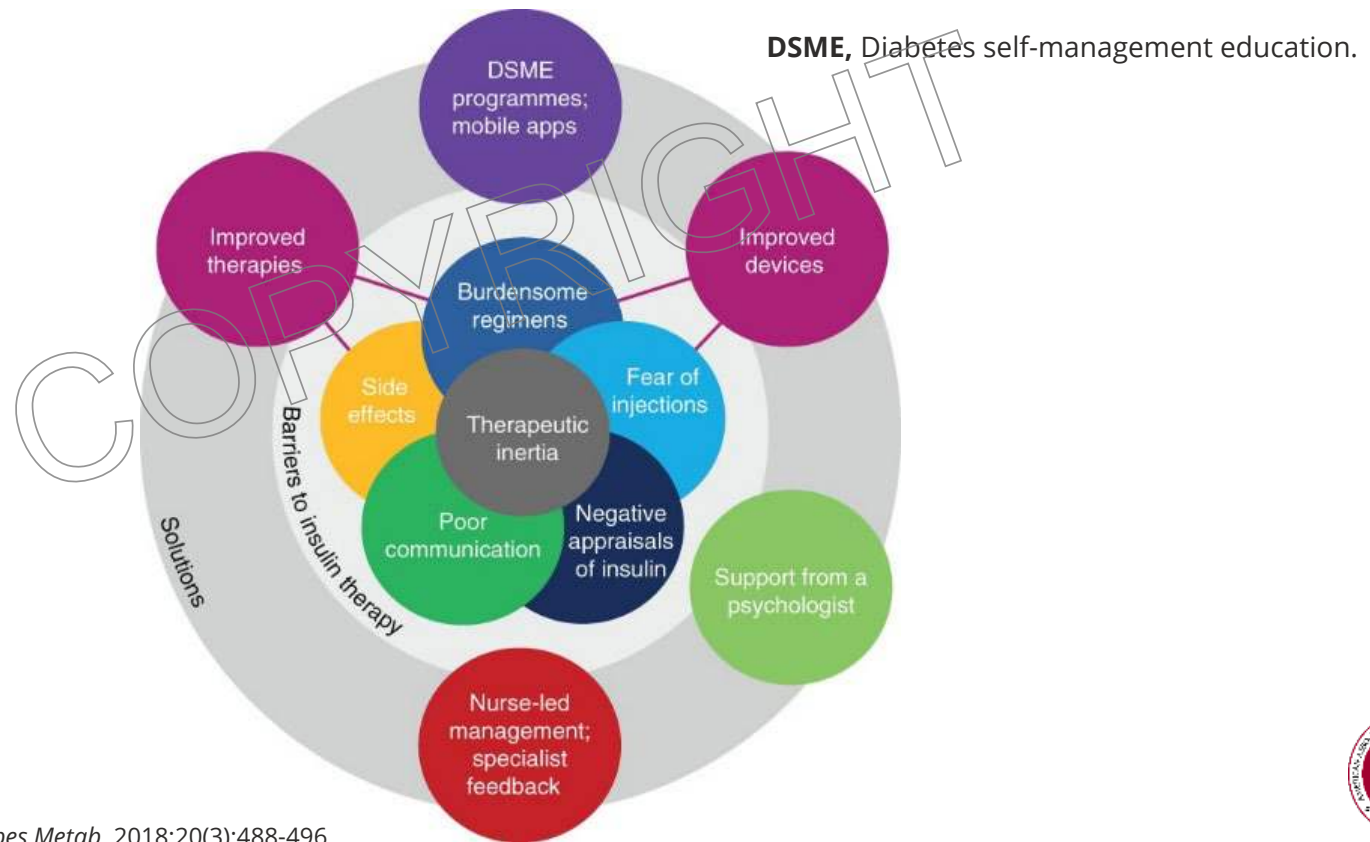 DSME, Diabetes self-management education.
DSME
programmes;
mobile apps
Improved
therapies
Improved
devices
Burdensome
regimens
Side
effects
Fear of
injections
Therapeutic
inertia
Poor
communication
Negative
appraisals
of insulin
Barriers to insulin therapy
Solutions
Support from a
psychologist
Nurse-led
management;
specialist
feedback
COPYRIGHT
Metab. 2018;20(3):488-496